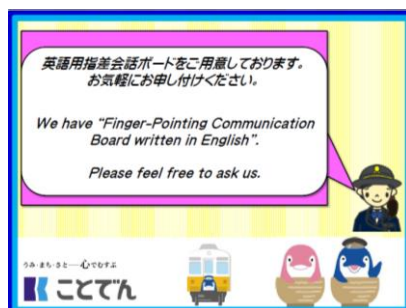 英語用指差会話ボードをご用意しております。
お気軽にお申し付けください。
We have “Finger-Pointing Communication
Board written in English”.
Please feel free to ask us.
うみ・まち・さと――心でむすぶ
ことでん